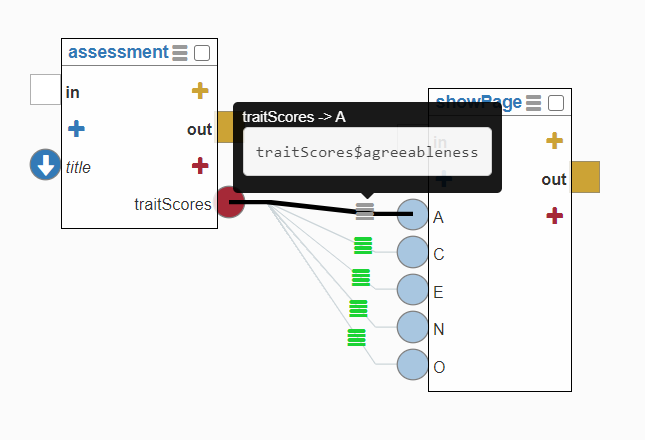 assessment
in
out
title
traitScores
traitScores -> A
traitScores$agreeableness
showPage
in
out
A
C
E
N
O